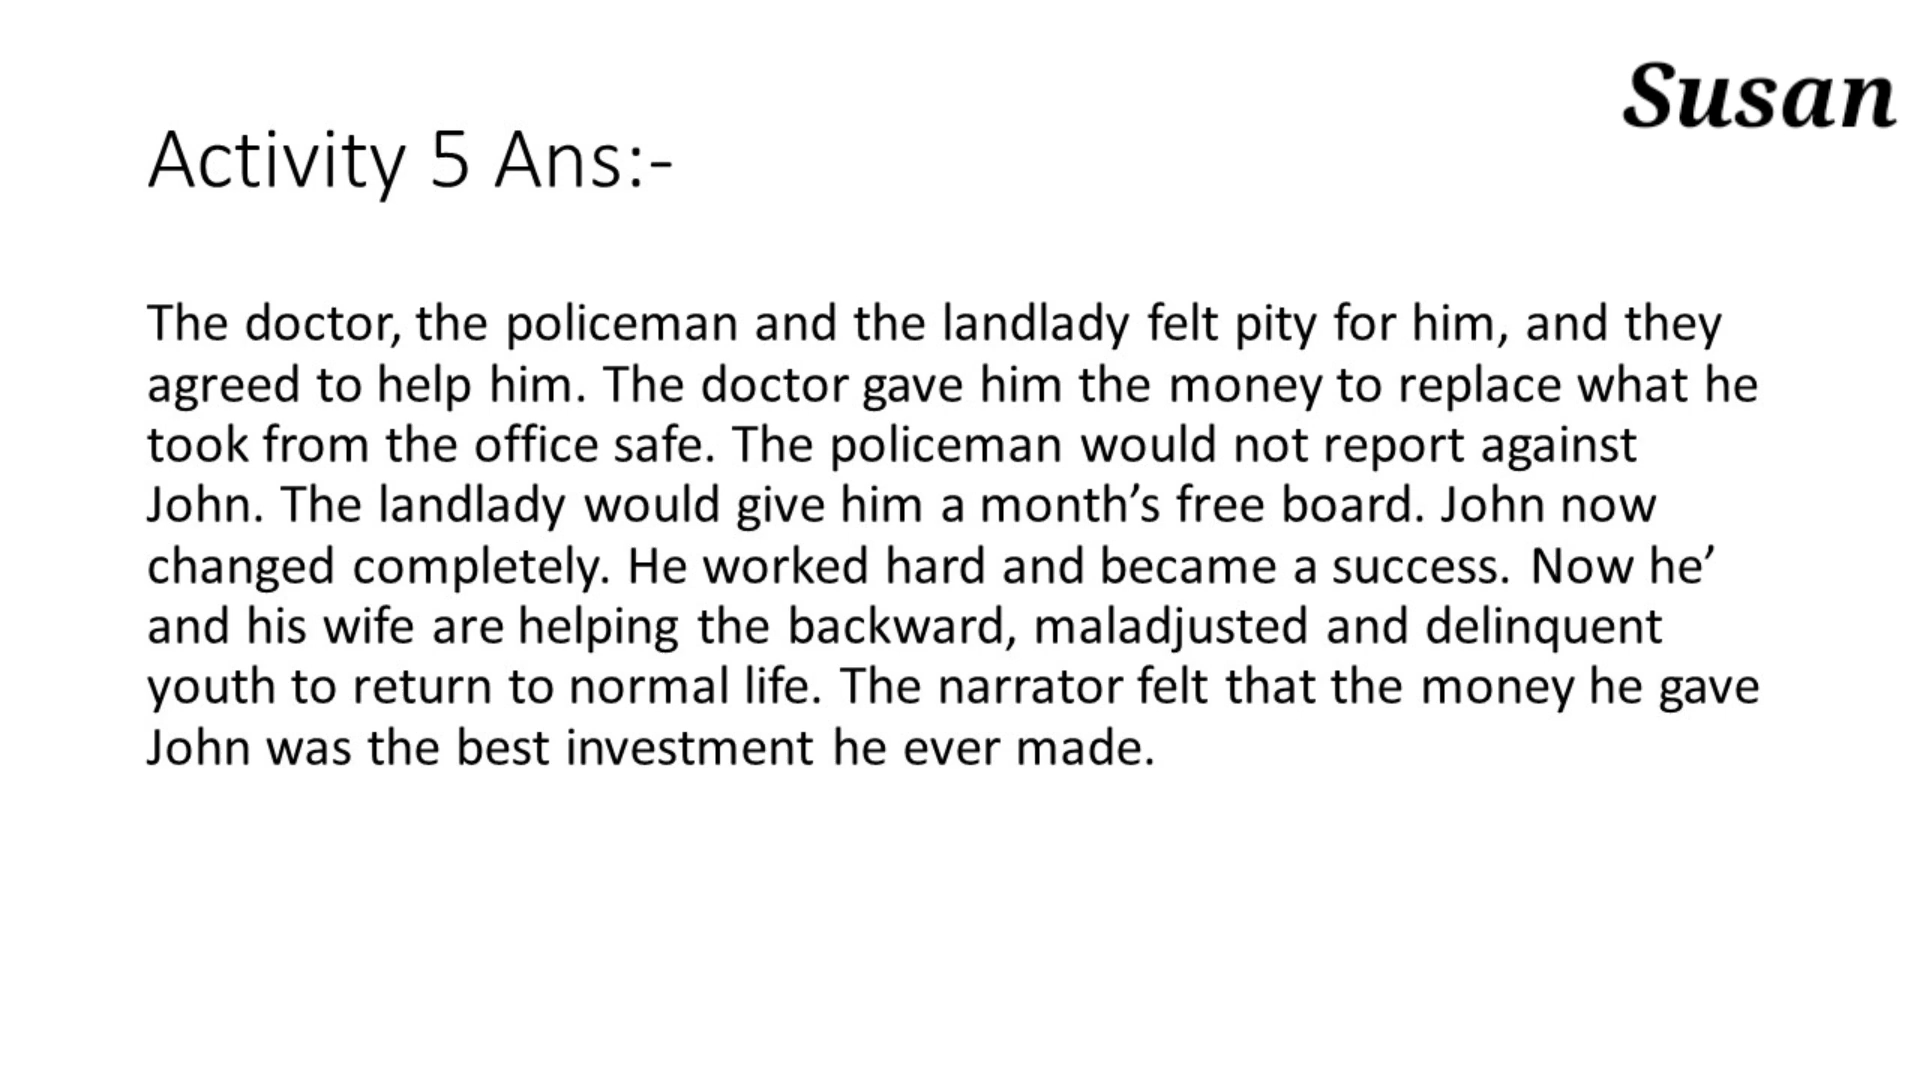 Susan
Activity 5 Ans:-
The doctor, the policeman and the landlady felt pity for him, and they
agreed to help him. The doctor gave him the money to replace what he
took from the office safe. The policeman would not report against
John. The landlady would give him a month’s free board. John now
changed completely. He worked hard and became a success. Now he’
and his wife are helping the backward, maladjusted and delinquent
youth to return to normal life. The narrator felt that the money he gave
John was the best investment he ever made.